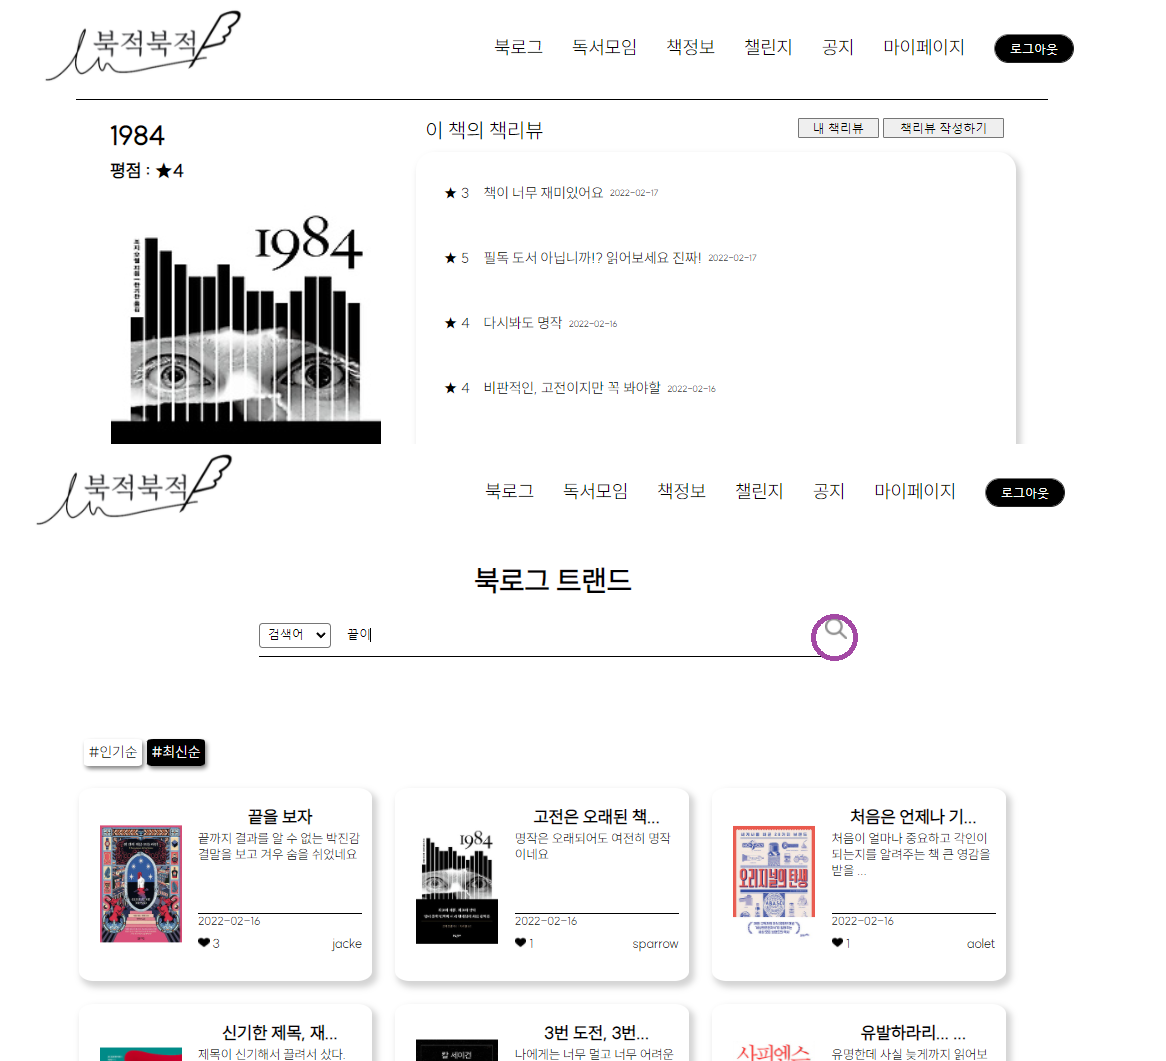 북적북적
북로그 독서모임 책정보 챌린지 공지 마이페이지 로그아웃
1984
평점 : ★4
이 책의 책리뷰
내 책리뷰 책리뷰 작성하기
1984
조지 오웰 지음
한기찬 옮김
★ 3 책이 너무 재미있어요 2022-02-17
★ 5 필독 도서 아닙니까!? 읽어보세요 진짜! 2022-02-17
★ 4 다시봐도 명작 2022-02-16
★ 4 비판적인, 고전이지만 꼭 봐야할 2022-02-16
북적북적
북로그 독서모임 책정보 챌린지 공지 마이페이지 로그아웃
북로그 트랜드
검색어 끝이
#인기순 #최신순
끝을 보자
끝까지 결과를 알 수 없는 박진감
결말을 보고 겨우 숨을 쉬었네요
2022-02-16
♥ 3 jacke
1984
고전은 오래된 책...
명작은 오래되어도 여전히 명작
이네요
2022-02-16
♥ 1 sparrow
오리지널의 탄생
처음은 언제나 기...
처음이 얼마나 중요하고 각인이
되는지를 알려주는 책 큰 영감을
받을 ...
2022-02-16
♥ 1 aolet
신기한 제목, 재...
제목이 신기해서 끌려서 샀다.
칼 세이건
3번 도전, 3번...
나에게는 너무 멀고 너무 어려운
사피엔스
유발하라리... ...
유명한데 사실 늦게까지 읽어보